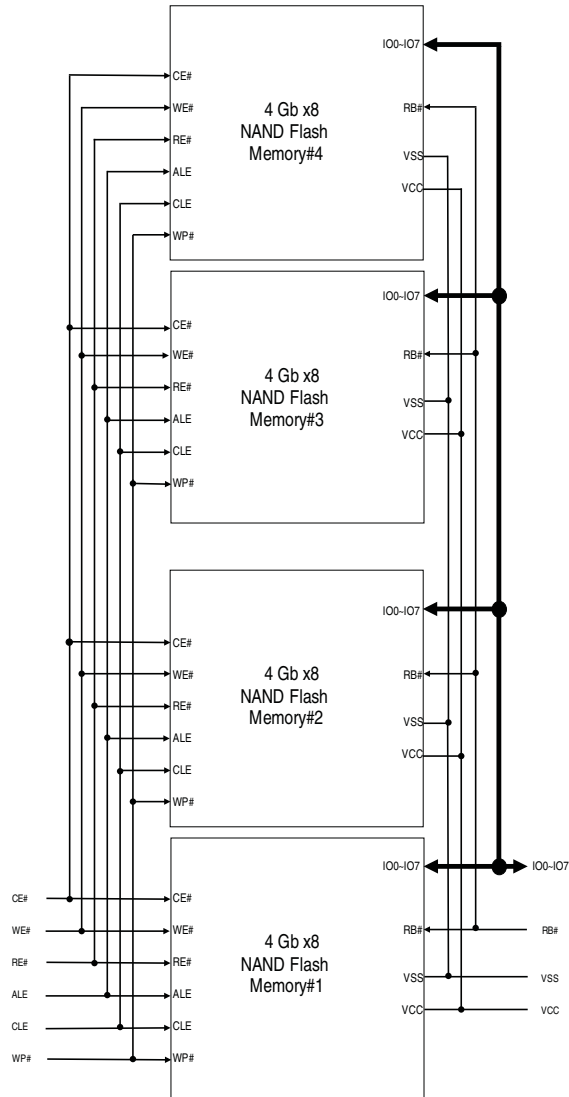 IO0~IO7
CE#
WE#
4 Gb x8
RB#
NAND Flash
RE#
Memory#4
VSS
ALE
VCC
CLE
WP#
IO0~IO7
CE#
WE#
RB#
4 Gb x8
RE#
NAND Flash
VSS
Memory#3
ALE
VCC
CLE
WP#
IO0~IO7
CE#
WE#
4 Gb x8
RB#
NAND Flash
RE#
Memory#2
VSS
ALE
VCC
CLE
WP#
IO0~IO7
IO0~IO7
CE#
CE#
WE#
WE#
4 Gb x8
RB#
RB#
NAND Flash
RE#
RE#
Memory#1
VSS
VSS
ALE
ALE
VCC
VCC
CLE
CLE
WP#
WP#